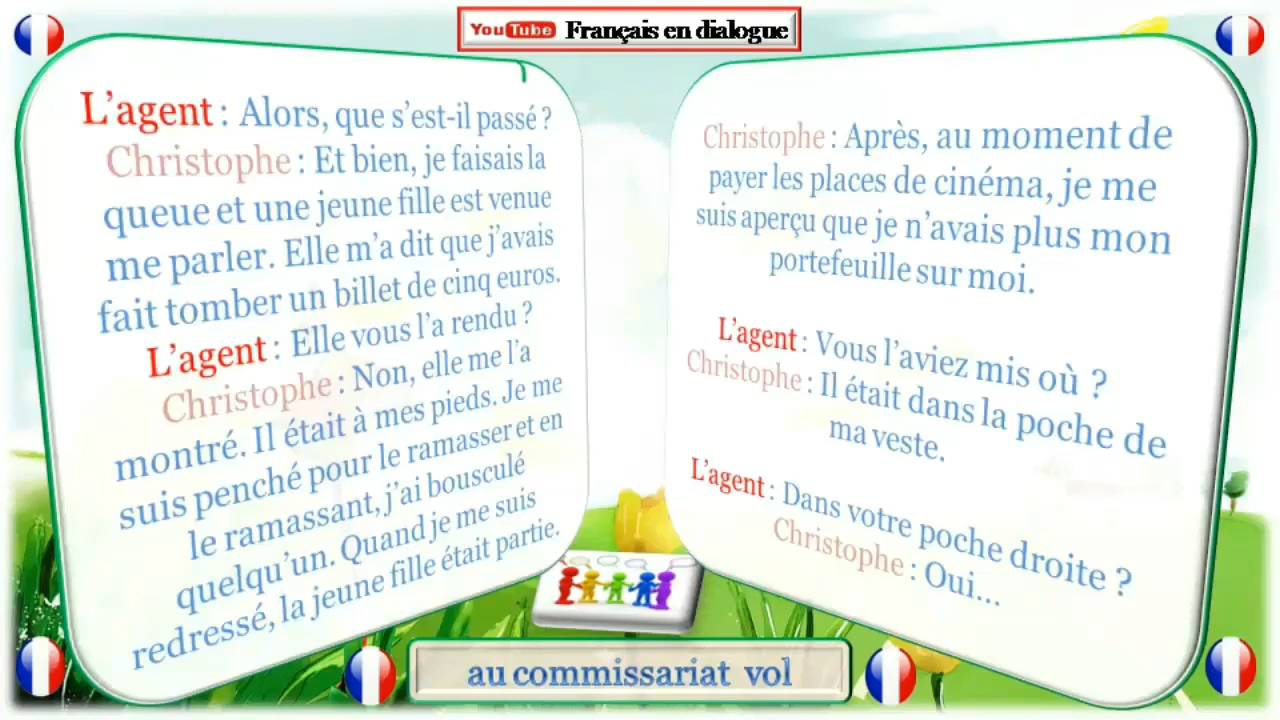 YouTube Français en dialogue
L'agent : Alors, que s'est-il passé ?
Christophe : Et bien, je faisais la
queue et une jeune fille est venue
me parler. Elle m'a dit que j'avais
fait tomber un billet de cinq euros.
L'agent : Elle vous l'a rendu ?
Christophe : Non, elle me l'a
montré. Il était à mes pieds. Je me
suis penché pour le ramasser et en
le ramassant, j'ai bousculé
quelqu'un. Quand je me suis
redressé, la jeune fille était partie.
Christophe : Après, au moment de
payer les places de cinéma, je me
suis aperçu que je n'avais plus mon
portefeuille sur moi.
L'agent : Vous l'aviez mis où ?
Christophe : Il était dans la poche de
ma veste.
L'agent : Dans votre poche droite ?
Christophe : Oui...
au commissariat vol